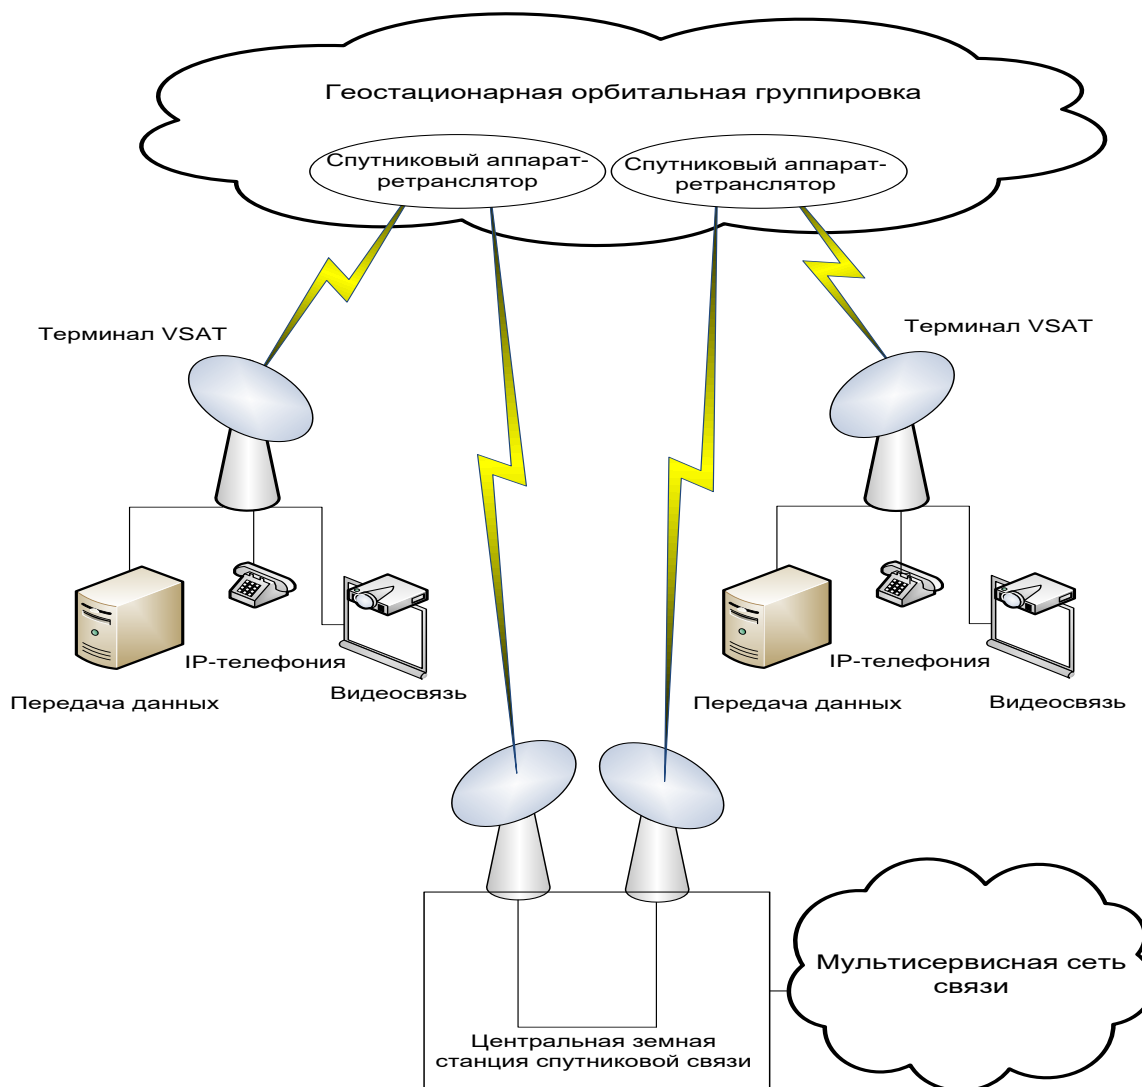 Геостационарная орбитальная группировка
Спутниковый аппарат-
ретранслятор
Спутниковый аппарат-
ретранслятор
Терминал VSAT
Терминал VSAT
IP-телефония
Видеосвязь
Передача данных
IP-телефония
Видеосвязь
Передача данных
Мультисервисная сеть
связи
Центральная земная
станция спутниковой связи